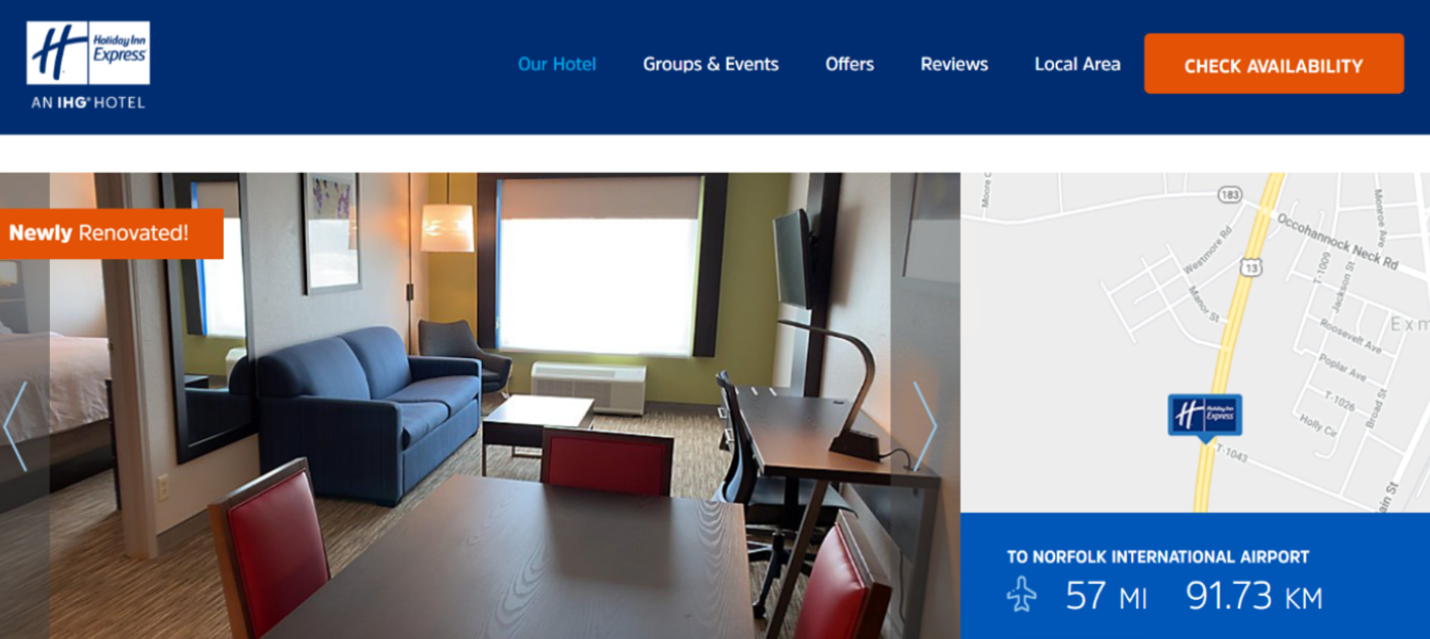 Holiday Inn
Express
AN IHG® HOTEL
Our Hotel
Groups & Events
Offers
Reviews
Local Area
CHECK AVAILABILITY
Newly Renovated!
183
Moore C
Monroe Ave
Occohannock Neck Rd
Westmore Rd
13
T-1009
Jackson St
Manor St
Roosevelt Ave
Exm
Poplar Ave
T-1026
Broad St
Holly Cir
Holiday Inn
Express
T-1043
ain St
TO NORFOLK INTERNATIONAL AIRPORT
57 MI 91.73 KM